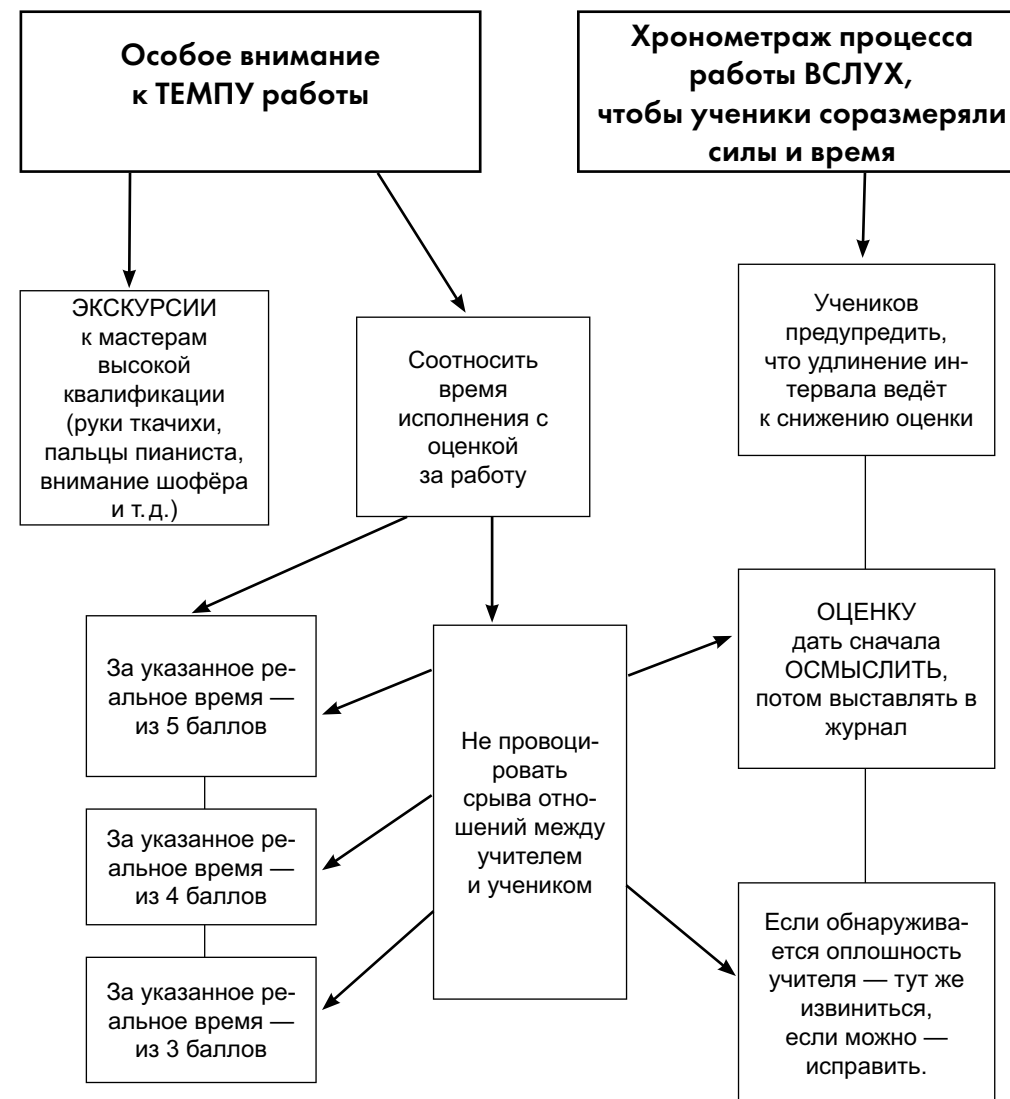 Особое внимание
к ТЕМПУ работы
Хронометраж процесса
работы ВСЛУХ,
чтобы ученики соразмеряли
силы и время
ЭКСКУРСИИ
к мастерам
высокой
квалификации
(руки ткачихи,
пальцы пианиста,
внимание шофёра
и т. д.)
Соотносить
время
исполнения с
оценкой
за работу
Учеников
предупредить,
что удлинение ин-
тервала ведёт
к снижению оценки
За указанное ре-
альное время —
из 5 баллов
За указанное ре-
альное время —
из 4 баллов
За указанное ре-
альное время —
из 3 баллов
Не провоци-
ровать
срыва отно-
шений между
учителем
и учеником
ОЦЕНКУ
дать сначала
ОСМЫСЛИТЬ,
потом выставлять в
журнал
Если обнаружива-
ется оплошность
учителя — тут же
извиниться,
если можно —
исправить.